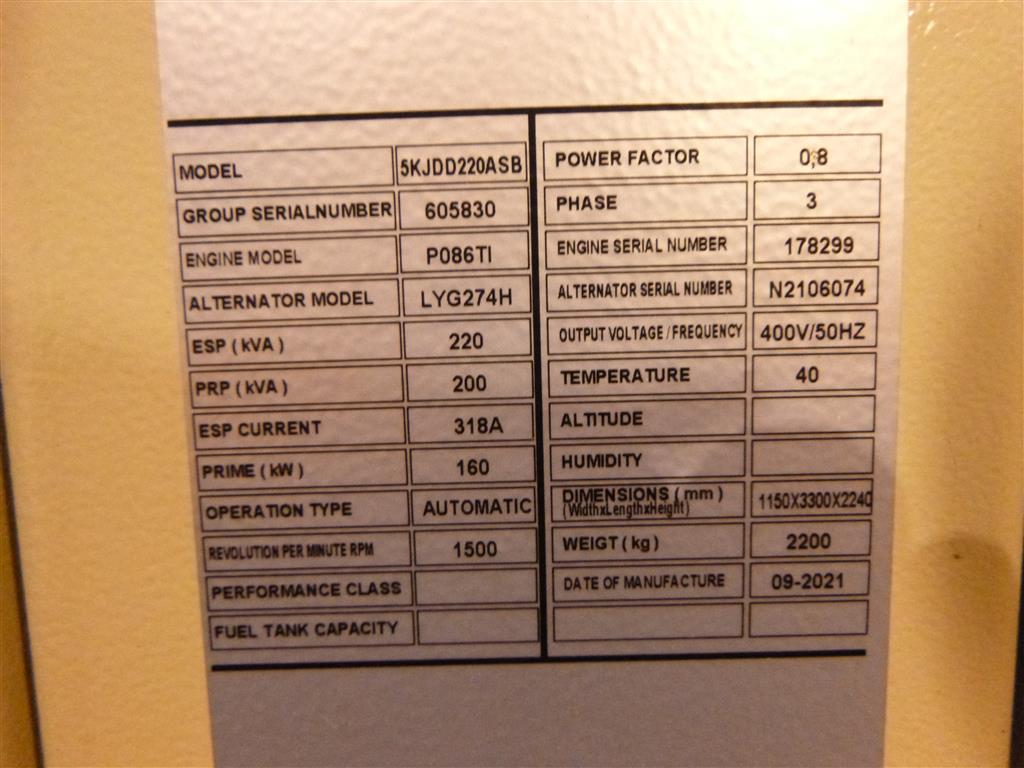 MODEL 5KJDD220ASB
GROUP SERIALNUMBER 605830
ENGINE MODEL P086TI
ALTERNATOR MODEL LYG274H
ESP ( kVA ) 220
PRP ( kVA ) 200
ESP CURRENT 318A
PRIME ( kW ) 160
OPERATION TYPE AUTOMATIC
REVOLUTION PER MINUTE RPM 1500
PERFORMANCE CLASS
FUEL TANK CAPACITY
POWER FACTOR 0,8
PHASE 3
ENGINE SERIAL NUMBER 178299
ALTERNATOR SERIAL NUMBER N2106074
OUTPUT VOLTAGE / FREQUENCY 400V/50HZ
TEMPERATURE 40
ALTITUDE
HUMIDITY
DIMENSIONS ( mm )
(WidthxLengthxHeight) 1150X3300X2240
WEIGT ( kg ) 2200
DATE OF MANUFACTURE 09-2021